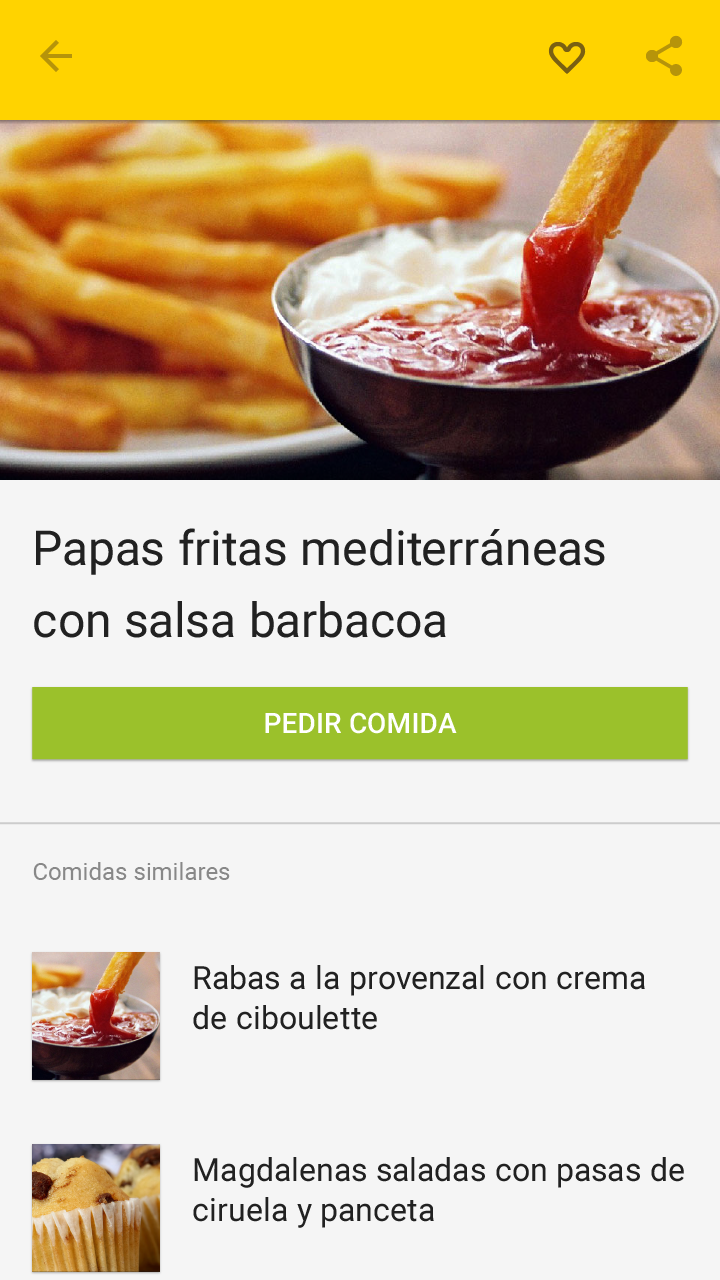 Papas fritas mediterráneas
con salsa barbacoa
PEDIR COMIDA
Comidas similares
Rabas a la provenzal con crema
de ciboulette
Magdalenas saladas con pasas de
ciruela y panceta